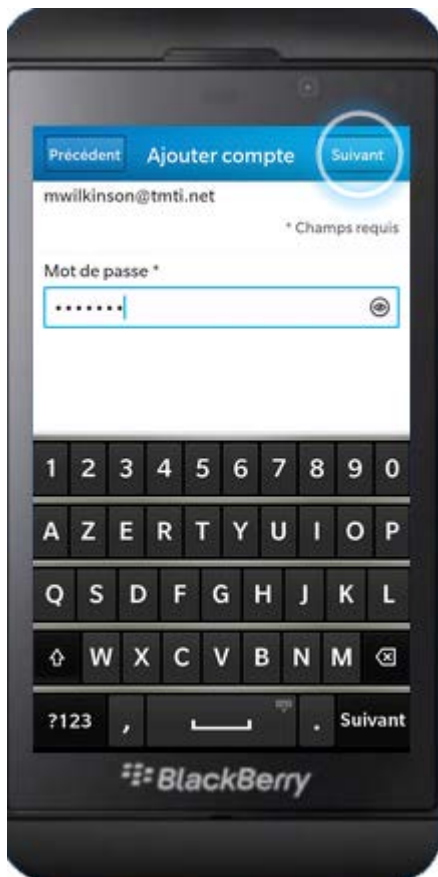 Précédent Ajouter compte Suivant
mwilkinson@tmti.net
* Champs requis
Mot de passe *
•••••••
1 2 3 4 5 6 7 8 9 0
A Z E R T Y U I O P
Q S D F G H J K L
W X C V B N M
?123 , . Suivant
BlackBerry